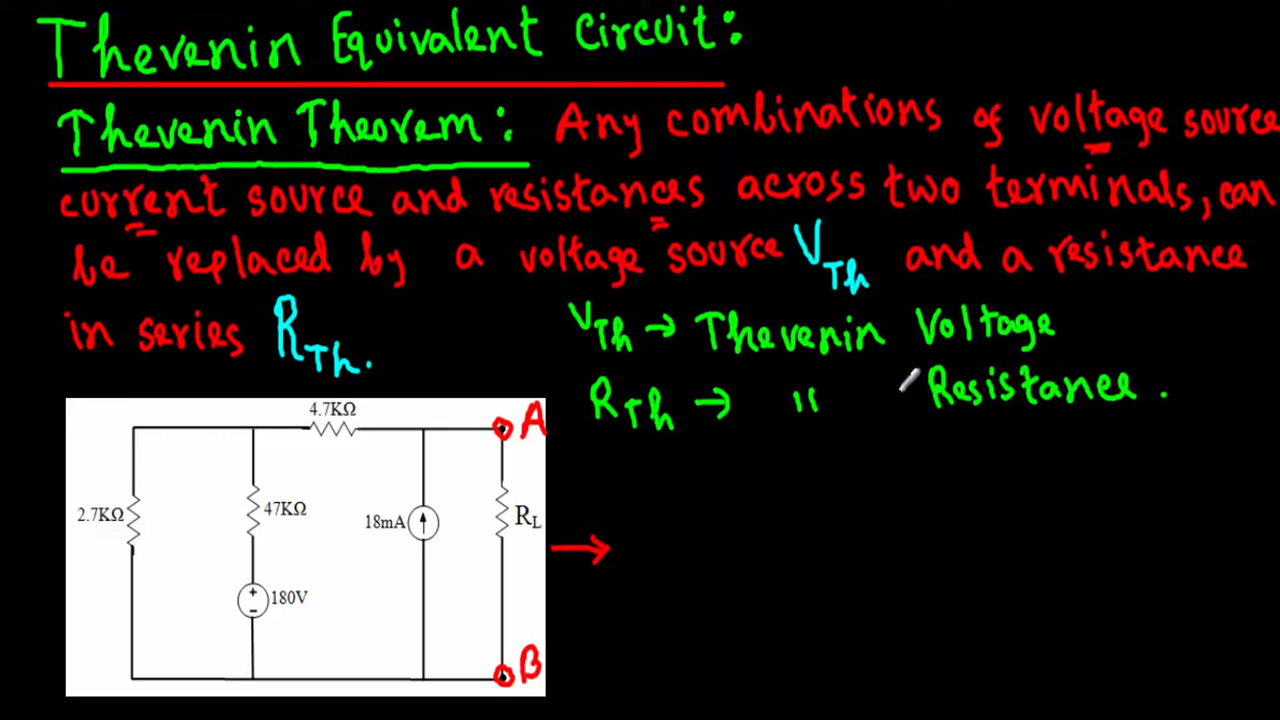 Thevenin Equivalent Circuit:
Thevenin Theorem: Any combinations of voltage source
current source and resistances across two terminals, can
be replaced by a voltage source VTh and a resistance
in series RTh.
VTh → Thevenin Voltage
RTh → " Resistance.
4.7KΩ
A
2.7KΩ
47KΩ
18mA
RL
→
+
180V
−
B